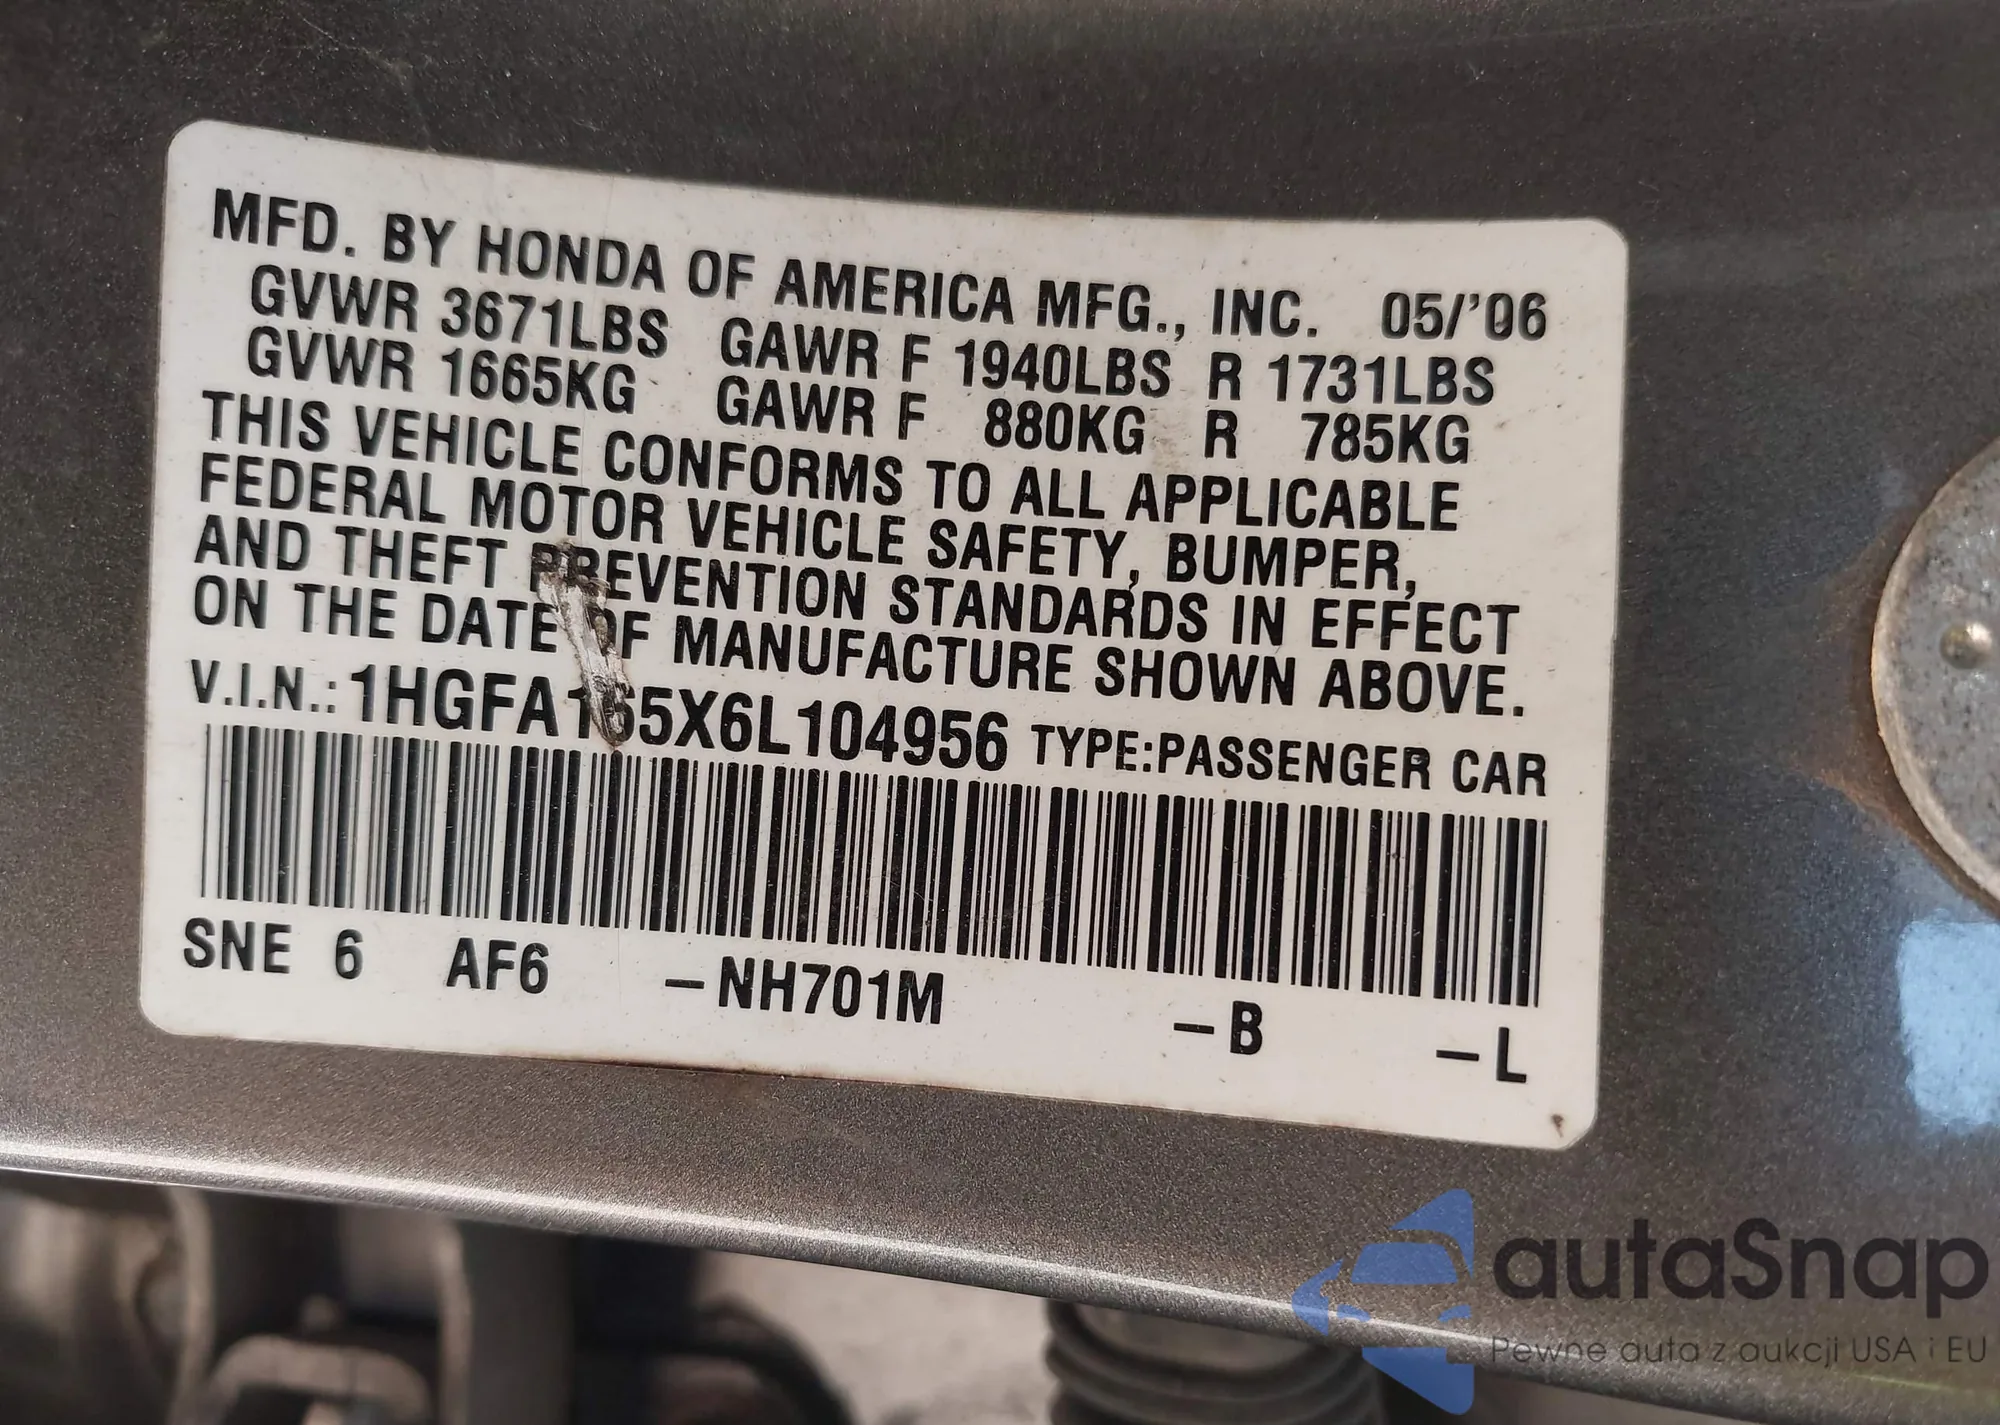 MFD. BY HONDA OF AMERICA MFG., INC. 05/'06
GVWR 3671LBS GAWR F 1940LBS R 1731LBS
GVWR 1665KG GAWR F 880KG R 785KG
THIS VEHICLE CONFORMS TO ALL APPLICABLE
FEDERAL MOTOR VEHICLE SAFETY, BUMPER,
AND THEFT PREVENTION STANDARDS IN EFFECT
ON THE DATE OF MANUFACTURE SHOWN ABOVE.
V.I.N.: 1HGFA165X6L104956 TYPE:PASSENGER CAR
SNE 6 AF6 -NH701M -B -L
autaSnap
Pewne auta z aukcji USA i EU